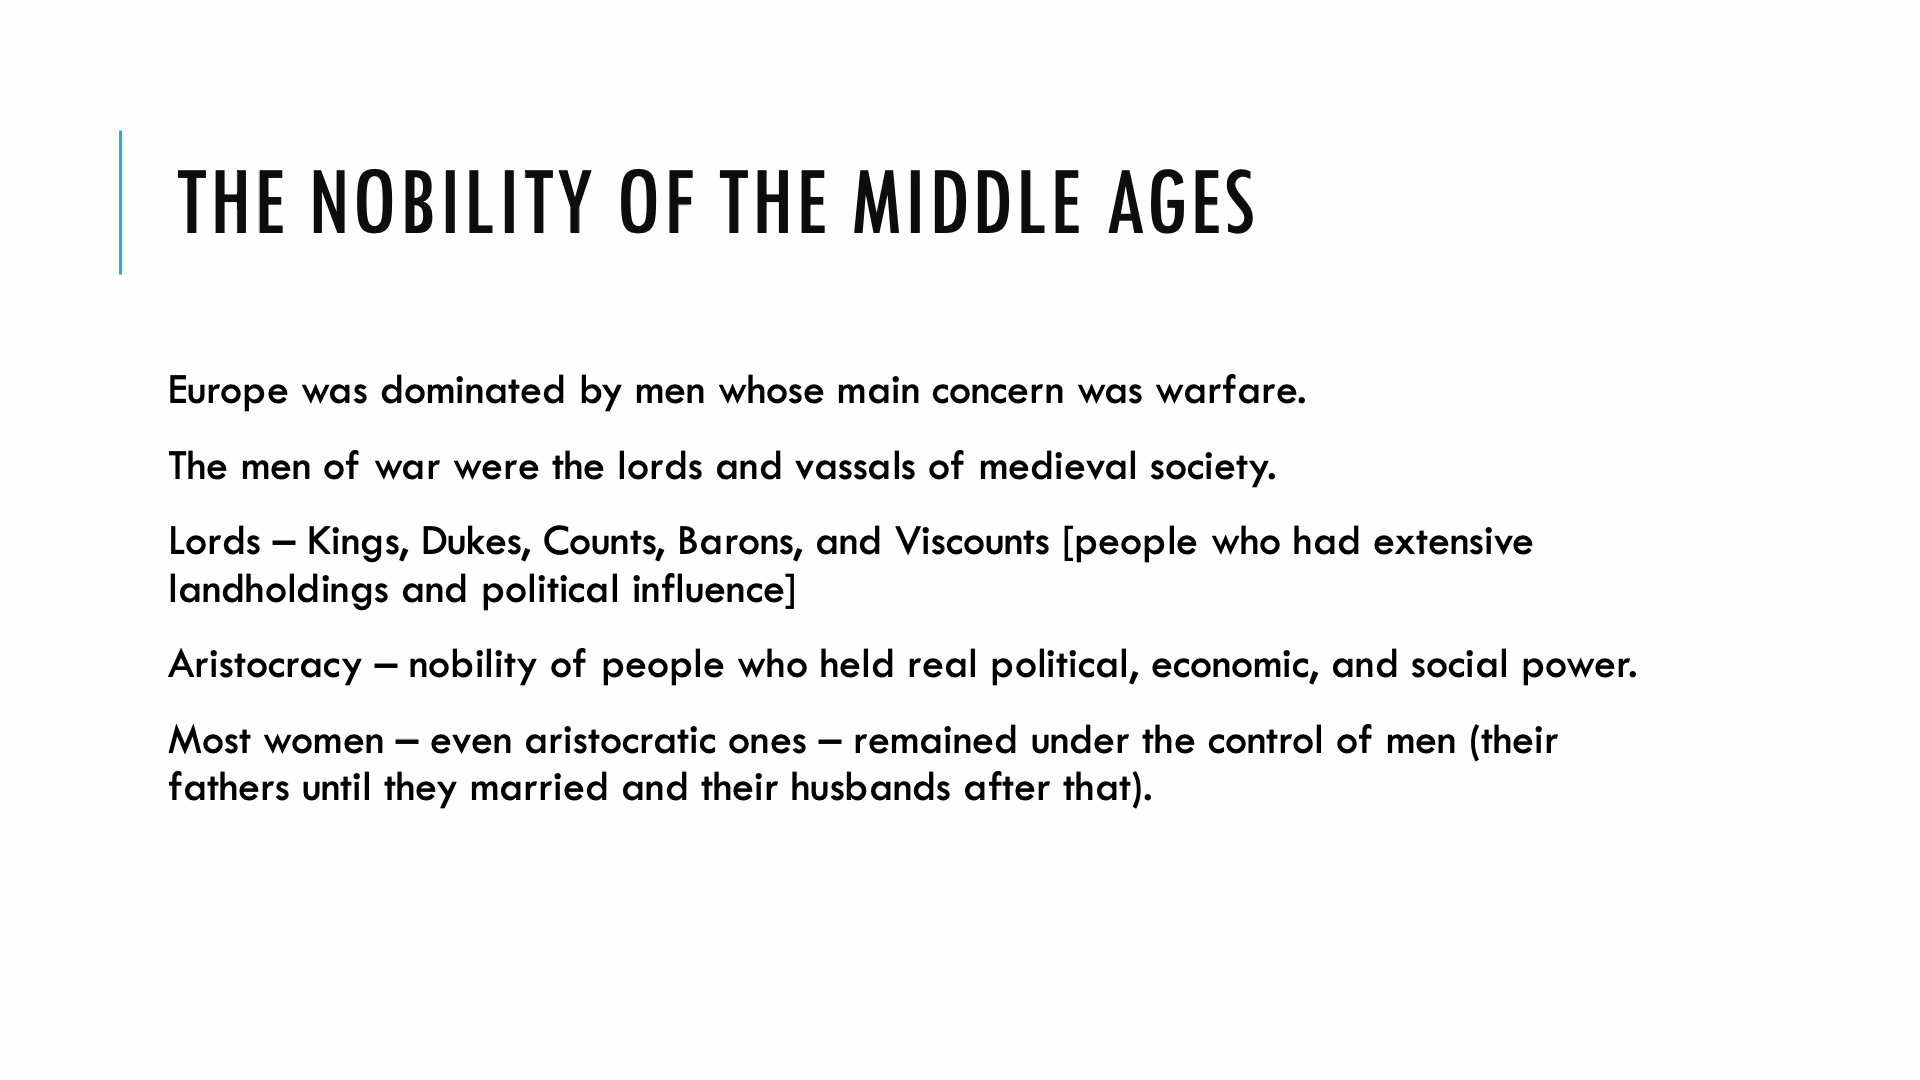 THE NOBILITY OF THE MIDDLE AGES
Europe was dominated by men whose main concern was warfare.
The men of war were the lords and vassals of medieval society.
Lords – Kings, Dukes, Counts, Barons, and Viscounts [people who had extensive
landholdings and political influence]
Aristocracy – nobility of people who held real political, economic, and social power.
Most women – even aristocratic ones – remained under the control of men (their
fathers until they married and their husbands after that).